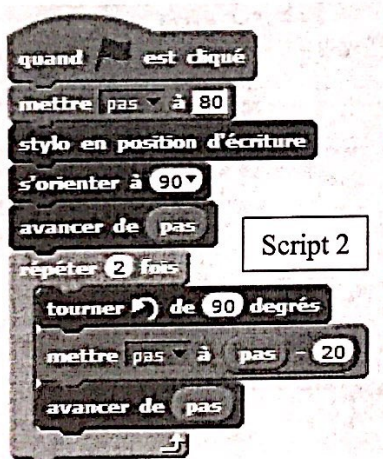 quand est cliqué
mettre pas à 80
stylo en position d'écriture
s'orienter à 90
avancer de pas
Script 2
répéter 2 fois
tourner de 90 degrés
mettre pas à pas - 20
avancer de pas